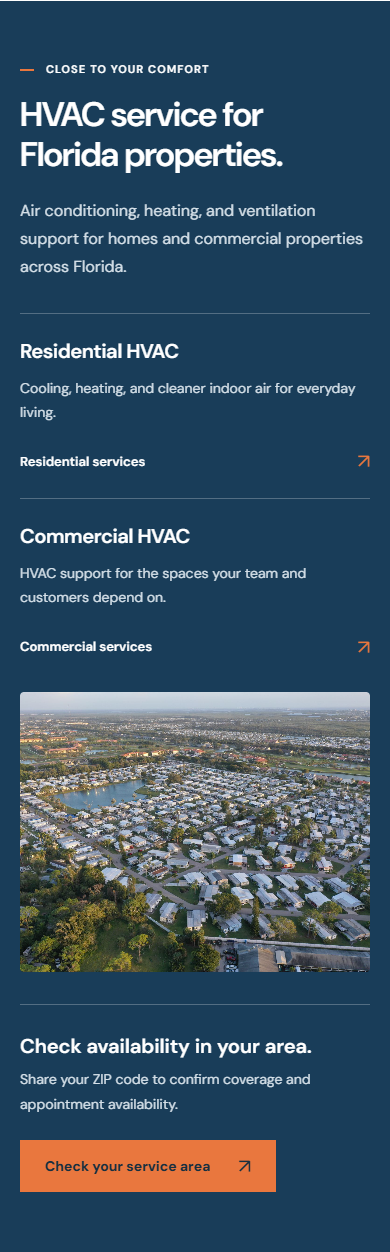 CLOSE TO YOUR COMFORT
HVAC service for
Florida properties.
Air conditioning, heating, and ventilation
support for homes and commercial properties
across Florida.
Residential HVAC
Cooling, heating, and cleaner indoor air for everyday
living.
Residential services
Commercial HVAC
HVAC support for the spaces your team and
customers depend on.
Commercial services
Check availability in your area.
Share your ZIP code to confirm coverage and
appointment availability.
Check your service area